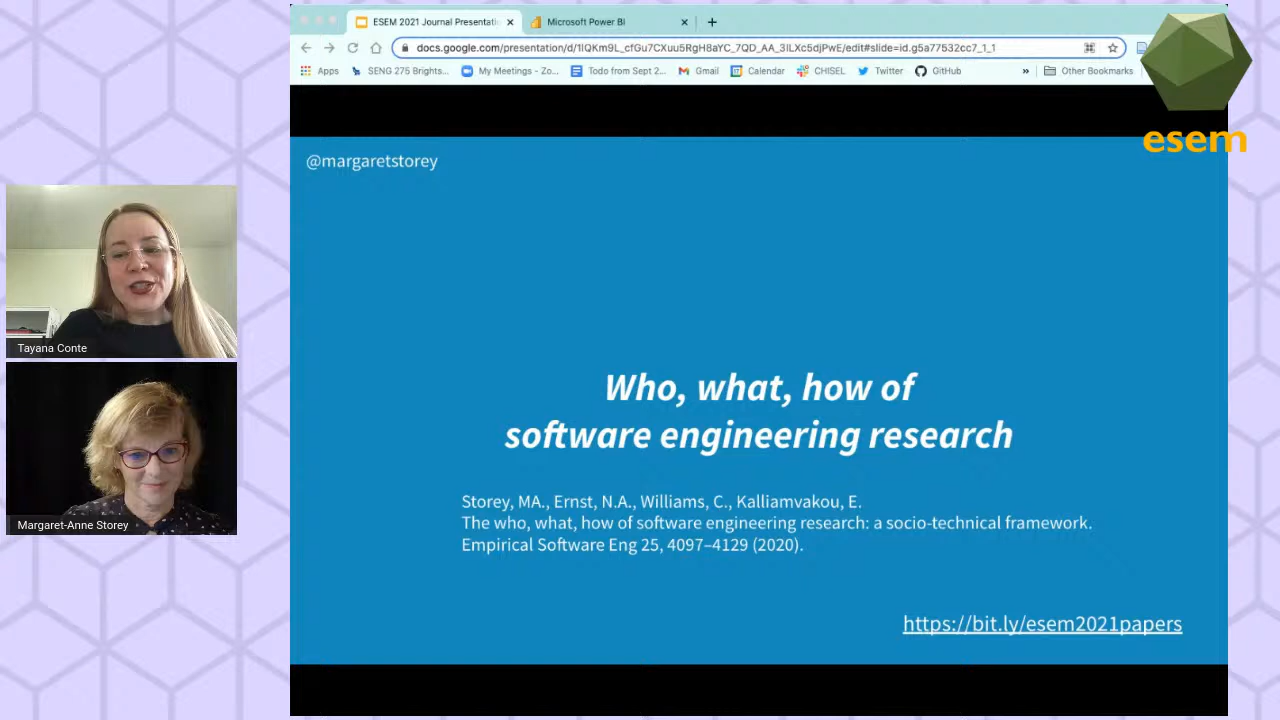 ESEM 2021 Journal Presentati
Microsoft Power BI
docs.google.com/presentation/d/1lQKm9L_cfGu7CXuu5RgH8aYC_7QD_AA_3ILXc5djPwE/edit#slide=id.g5a77532cc7_1_1
Apps
SENG 275 Brights...
My Meetings - Zo...
Todo from Sept 2...
Gmail
Calendar
CHISEL
Twitter
GitHub
»
Other Bookmarks
esem
@margaretstorey
Tayana Conte
Margaret-Anne Storey
Who, what, how of
software engineering research
Storey, MA., Ernst, N.A., Williams, C., Kalliamvakou, E.
The who, what, how of software engineering research: a socio-technical framework.
Empirical Software Eng 25, 4097–4129 (2020).
https://bit.ly/esem2021papers